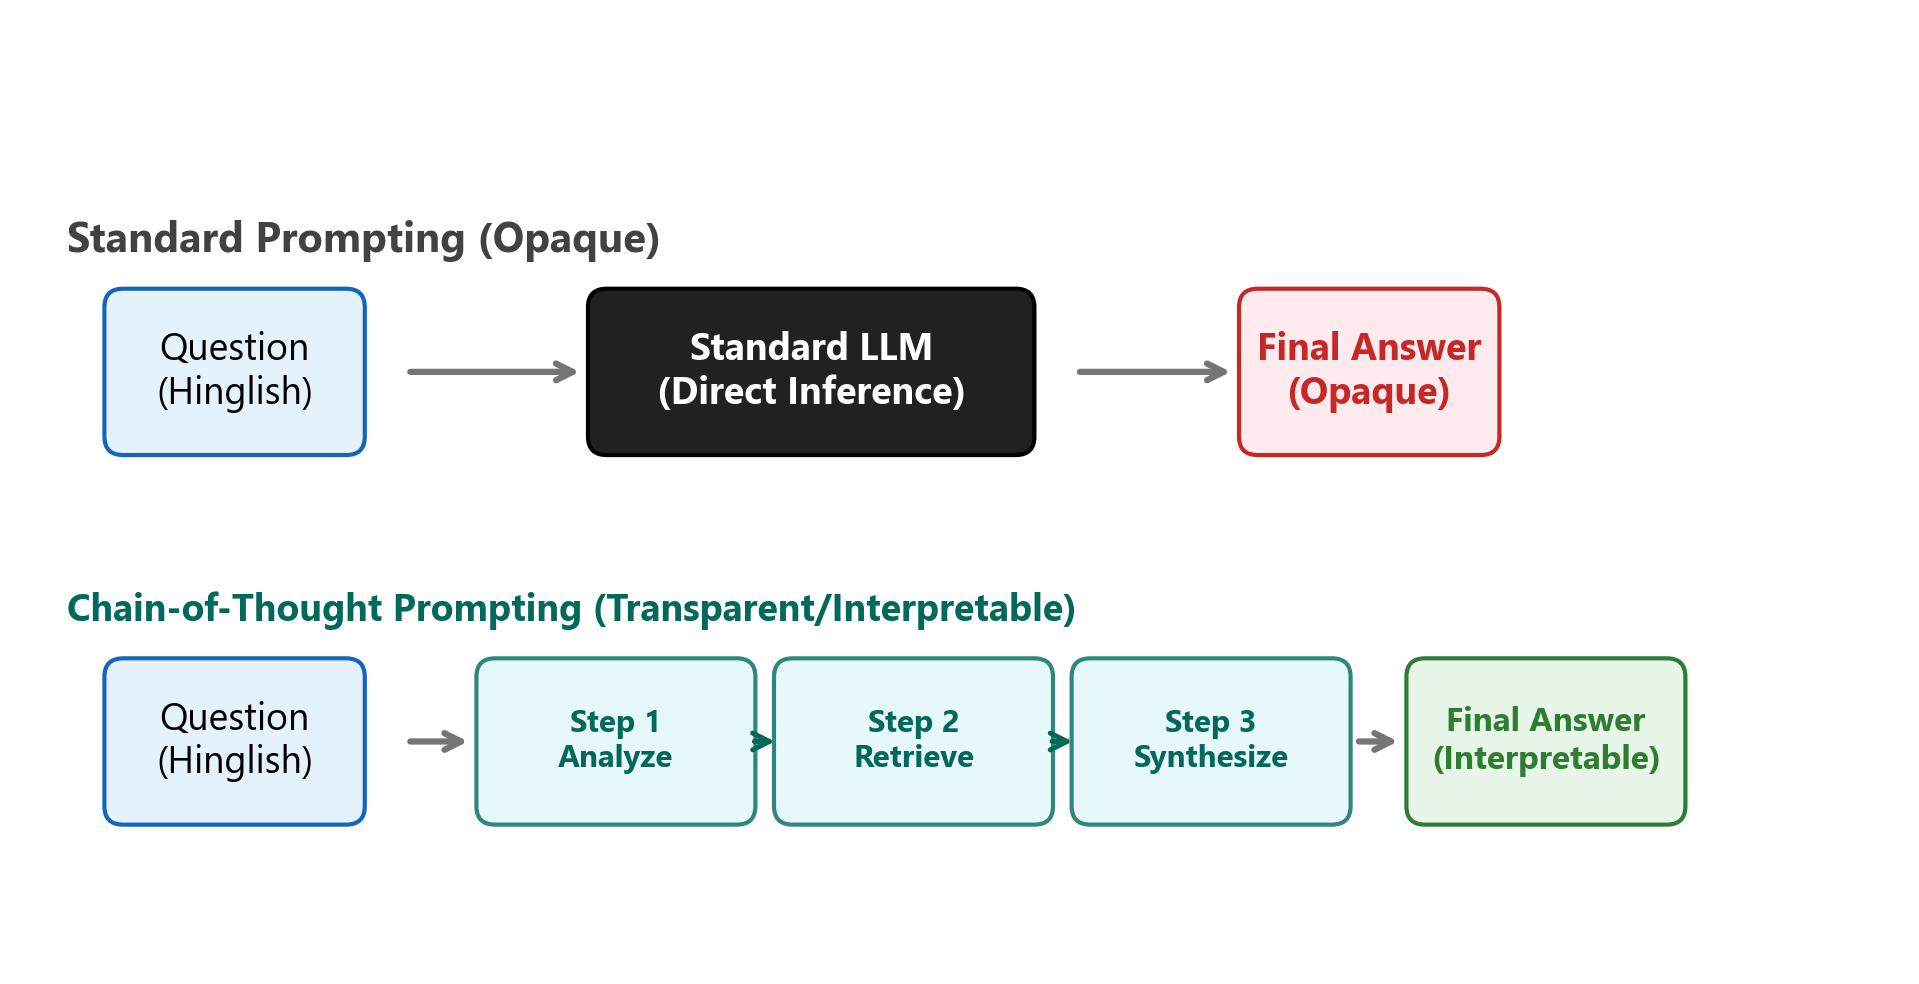 Standard Prompting (Opaque)
Question
(Hinglish)
Standard LLM
(Direct Inference)
Final Answer
(Opaque)
Chain-of-Thought Prompting (Transparent/Interpretable)
Question
(Hinglish)
Step 1
Analyze
Step 2
Retrieve
Step 3
Synthesize
Final Answer
(Interpretable)